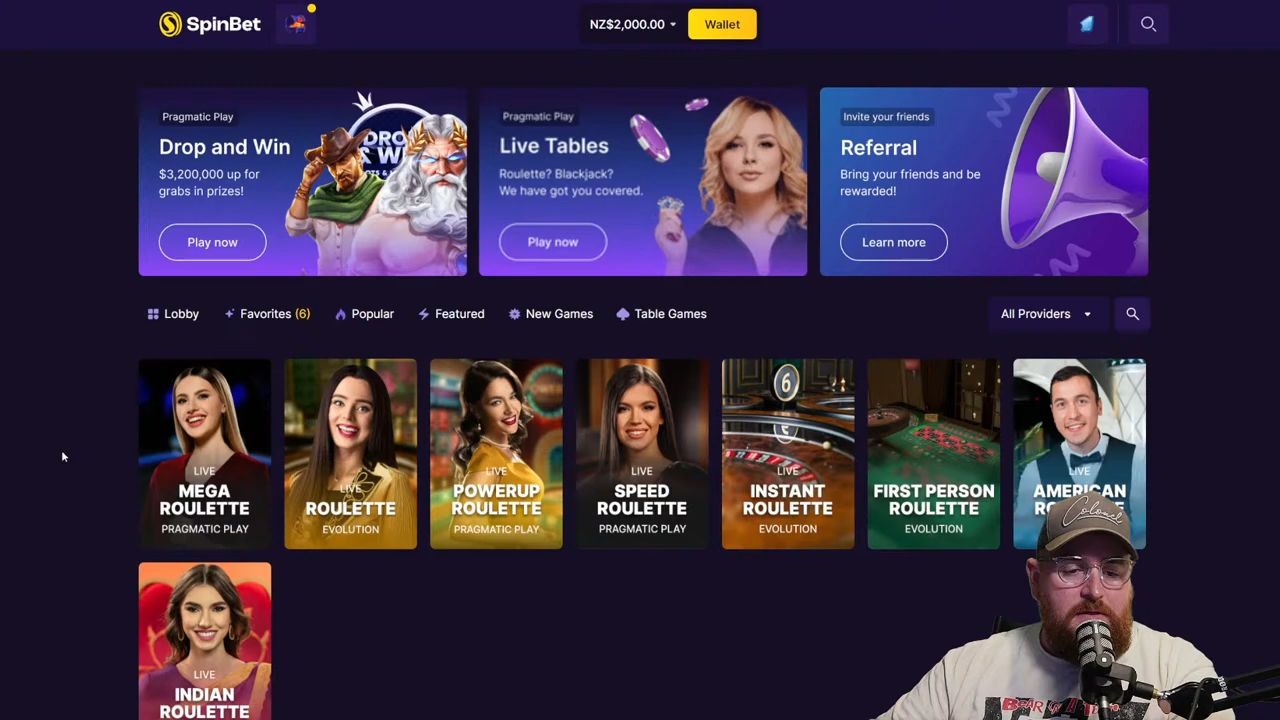 SpinBet
NZ$2,000.00
Wallet
Pragmatic Play
Drop and Win
$3,200,000 up for
grabs in prizes!
Play now
Pragmatic Play
Live Tables
Roulette? Blackjack?
We have got you covered.
Play now
Invite your friends
Referral
Bring your friends and be
rewarded!
Learn more
Lobby
Favorites (6)
Popular
Featured
New Games
Table Games
All Providers
LIVE
MEGA
ROULETTE
PRAGMATIC PLAY
LIVE
ROULETTE
EVOLUTION
LIVE
POWERUP
ROULETTE
PRAGMATIC PLAY
LIVE
SPEED
ROULETTE
PRAGMATIC PLAY
6
LIVE
INSTANT
ROULETTE
EVOLUTION
FIRST PERSON
ROULETTE
EVOLUTION
LIVE
AMERICAN
Colonel
LIVE
INDIAN
ROULETTE